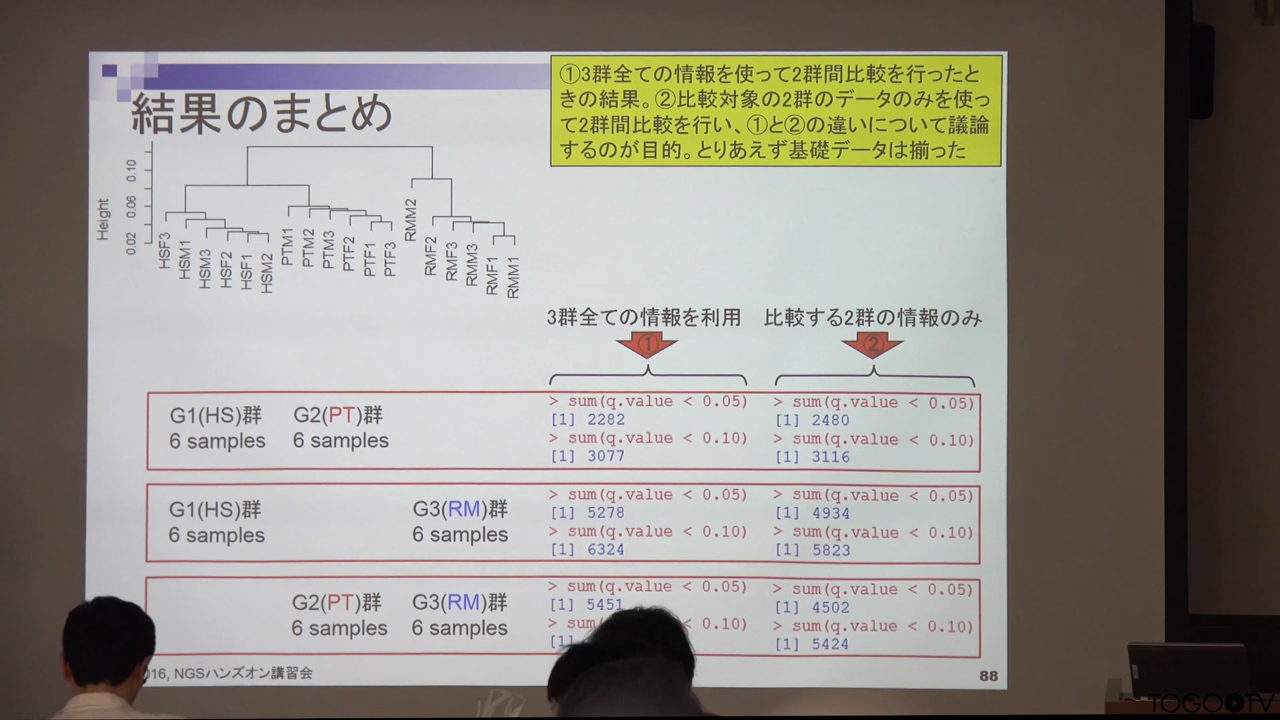 結果のまとめ
①3群全ての情報を使って2群間比較を行ったと
きの結果。②比較対象の2群のデータのみを使っ
て2群間比較を行い、①と②の違いについて議論
するのが目的。とりあえず基礎データは揃った
Height
0.02 0.06 0.10
HSF3
HSM1
HSM3
HSF2
HSF1
HSM2
PTM1
PTM2
PTM3
PTF2
PTF1
PTF3
RMM2
RMF2
RMF3
RMM3
RMF1
RMM1
3群全ての情報を利用
比較する2群の情報のみ
①
②
G1(HS)群 G2(PT)群
6 samples 6 samples
> sum(q.value < 0.05)
[1] 2282
> sum(q.value < 0.10)
[1] 3077
> sum(q.value < 0.05)
[1] 2480
> sum(q.value < 0.10)
[1] 3116
G1(HS)群 G3(RM)群
6 samples 6 samples
> sum(q.value < 0.05)
[1] 5278
> sum(q.value < 0.10)
[1] 6324
> sum(q.value < 0.05)
[1] 4934
> sum(q.value < 0.10)
[1] 5823
G2(PT)群 G3(RM)群
6 samples 6 samples
> sum(q.value < 0.05)
[1] 5451
> sum < 0.10)
[1]
> sum(q.value < 0.05)
[1] 4502
> sum(q.value < 0.10)
[1] 5424
16, NGSハンズオン講習会
88
TOGOTV